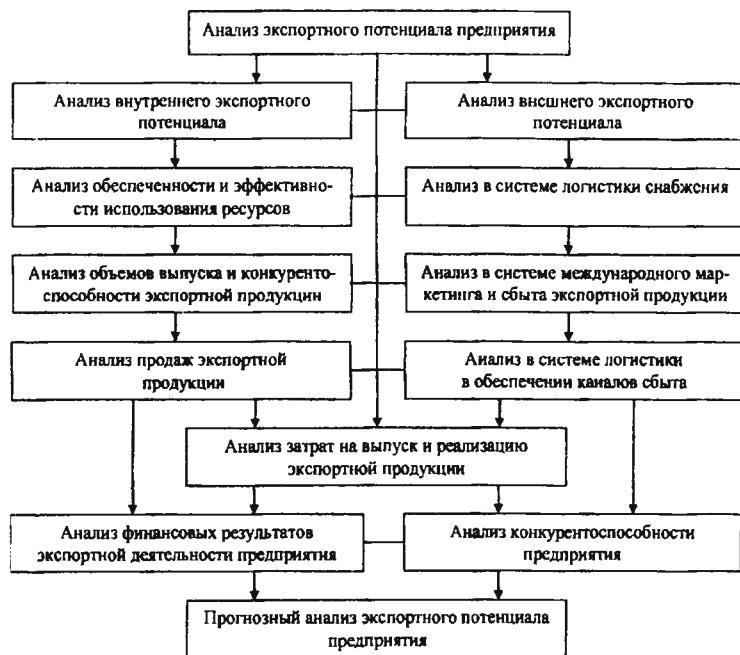 Анализ экспортного потенциала предприятия
Анализ внутреннего экспортного
потенциала
Анализ внешнего экспортного
потенциала
Анализ обеспеченности и эффективно-
сти использования ресурсов
Анализ в системе логистики снабжения
Анализ объемов выпуска и конкуренто-
способности экспортной продукции
Анализ в системе международного мар-
кетинга и сбыта экспортной продукции
Анализ продаж экспортной
продукции
Анализ в системе логистики
в обеспечении каналов сбыта
Анализ затрат на выпуск и реализацию
экспортной продукции
Анализ финансовых результатов
экспортной деятельности предприятия
Анализ конкурентоспособности
предприятия
Прогнозный анализ экспортного потенциала
предприятия